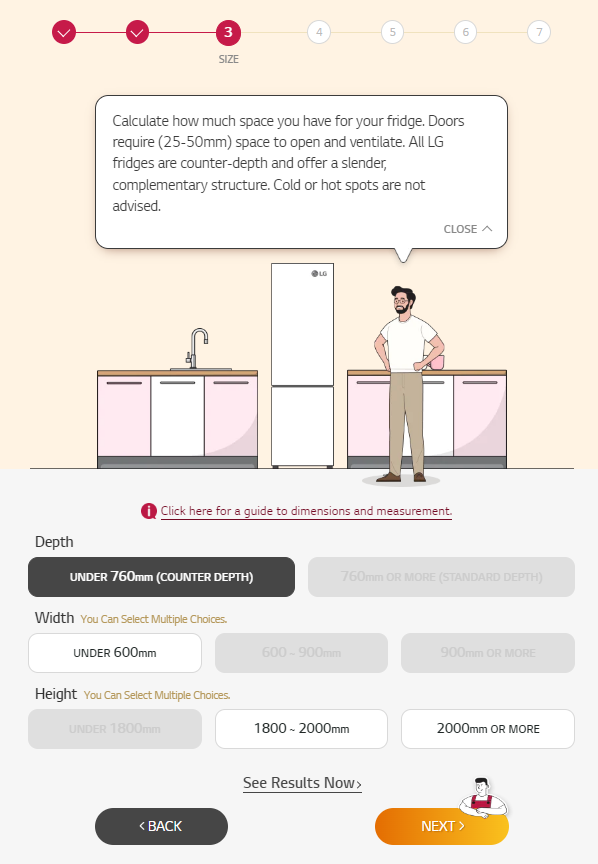 3 4 5 6 7
SIZE
Calculate how much space you have for your fridge. Doors
require (25-50mm) space to open and ventilate. All LG
fridges are counter-depth and offer a slender,
complementary structure. Cold or hot spots are not
advised.
CLOSE
LG
Click here for a guide to dimensions and measurement.
Depth
UNDER 760mm (COUNTER DEPTH) 760mm OR MORE (STANDARD DEPTH)
Width You Can Select Multiple Choices.
UNDER 600mm 600 ~ 900mm 900mm OR MORE
Height You Can Select Multiple Choices.
UNDER 1800mm 1800 ~ 2000mm 2000mm OR MORE
See Results Now
BACK NEXT